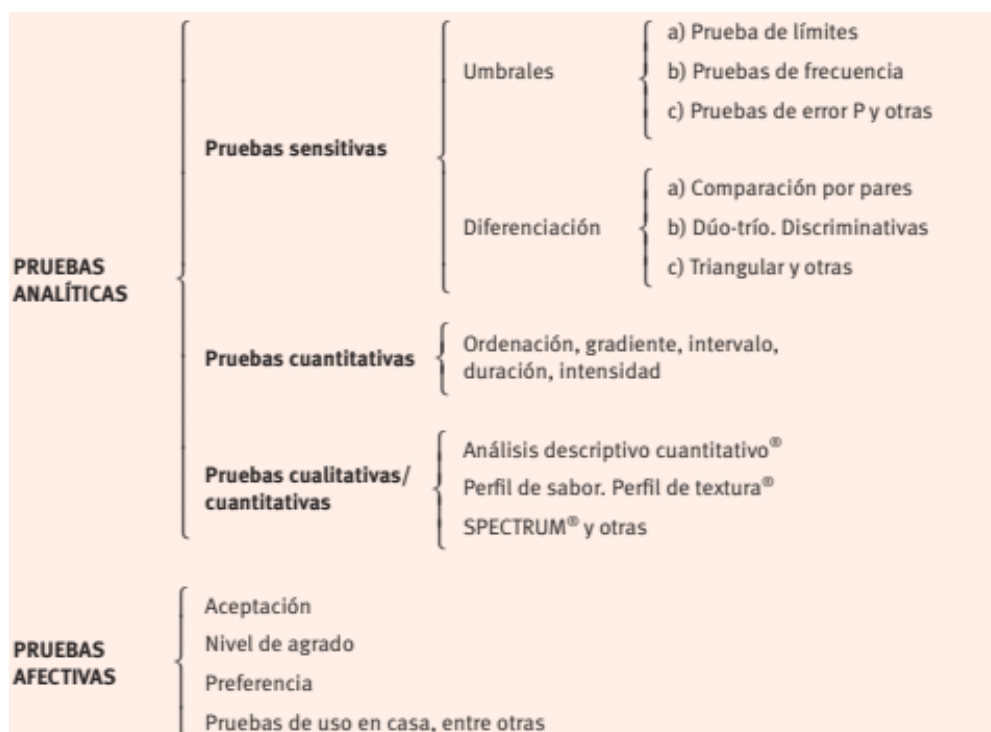 PRUEBAS
ANALÍTICAS
Pruebas sensitivas
Umbrales
a) Prueba de límites
b) Pruebas de frecuencia
c) Pruebas de error P y otras
Diferenciación
a) Comparación por pares
b) Dúo-trío. Discriminativas
c) Triangular y otras
Pruebas cuantitativas
Ordenación, gradiente, intervalo,
duración, intensidad
Pruebas cualitativas/
cuantitativas
Análisis descriptivo cuantitativo®
Perfil de sabor. Perfil de textura®
SPECTRUM® y otras
PRUEBAS
AFECTIVAS
Aceptación
Nivel de agrado
Preferencia
Pruebas de uso en casa, entre otras